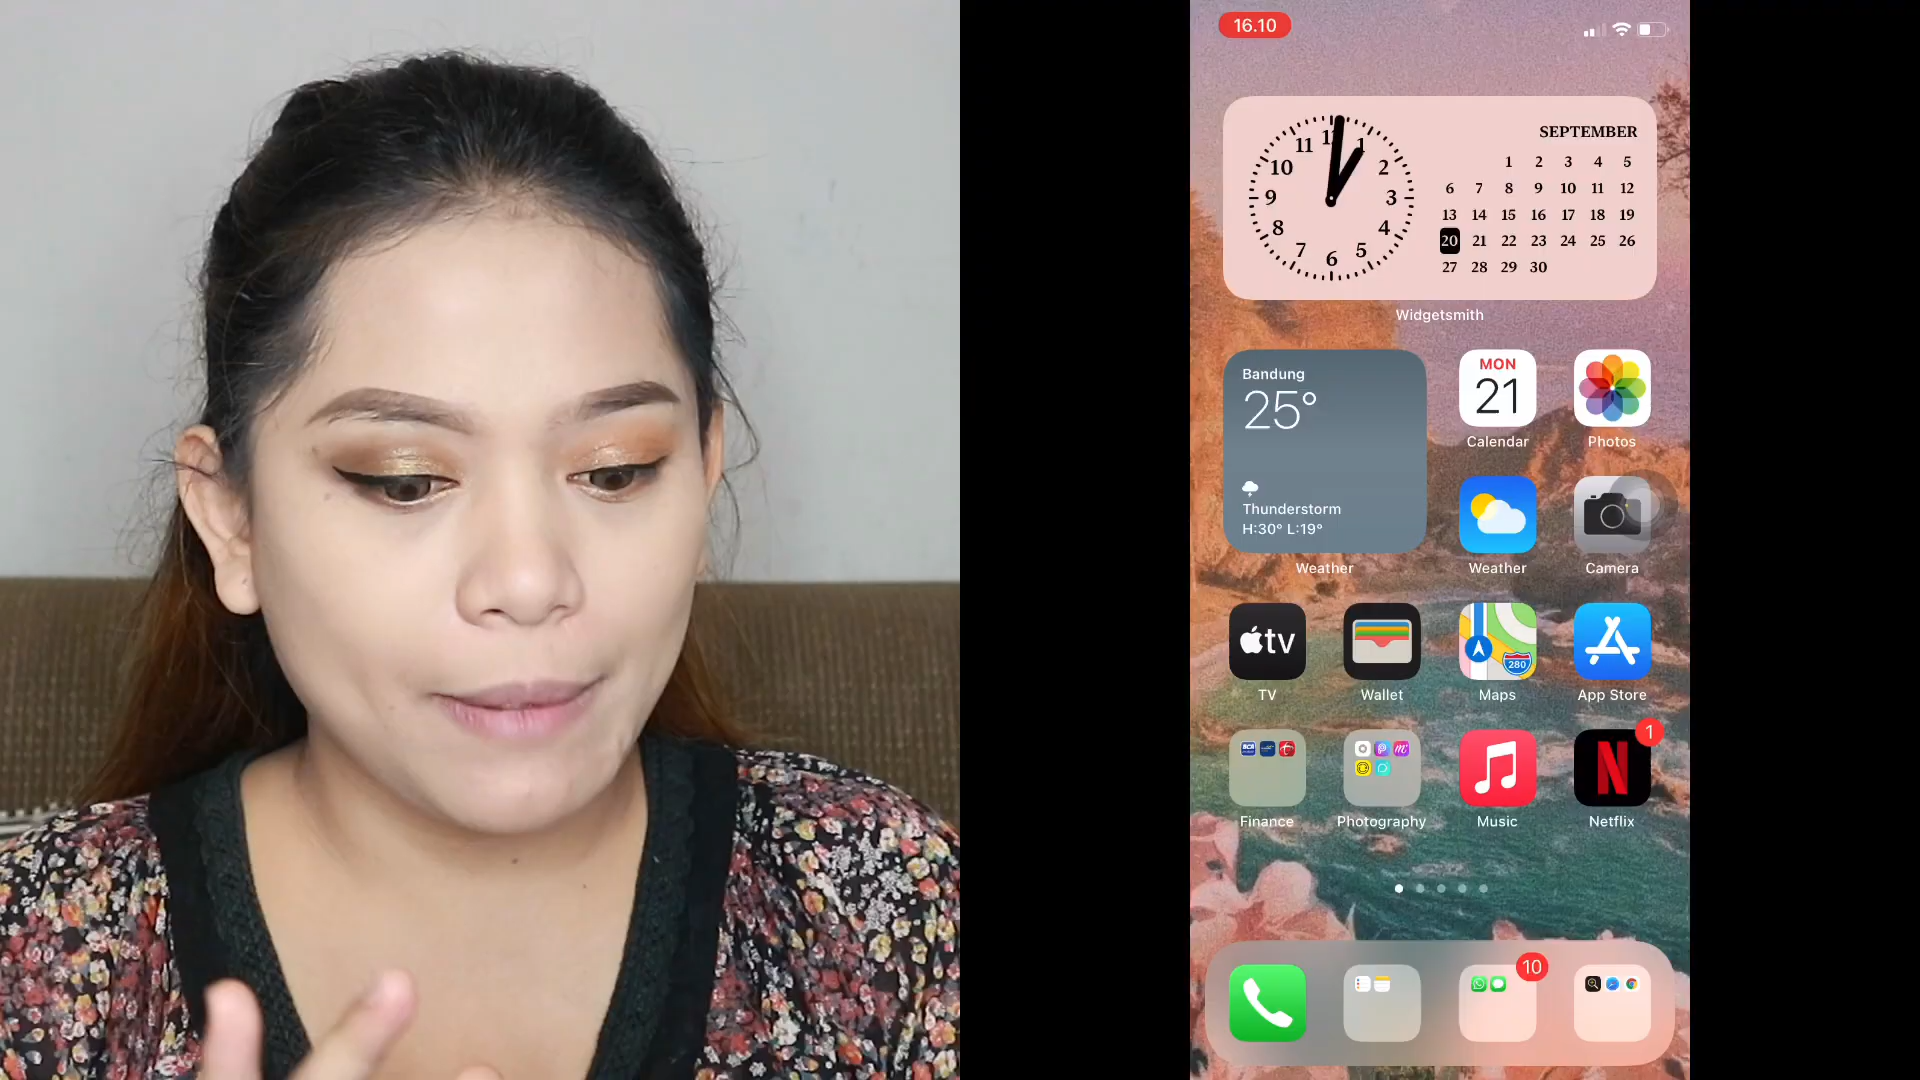 16.10
SEPTEMBER
1 2 3 4 5
6 7 8 9 10 11 12
13 14 15 16 17 18 19
20 21 22 23 24 25 26
27 28 29 30
11 1
10 2
9 3
8 4
7 6 5
Widgetsmith
Bandung
25°
Thunderstorm
H:30° L:19°
Weather
MON
21
Calendar
Photos
Weather
Camera
tv
280
TV
Wallet
Maps
App Store
BCA
1
N
Finance
Photography
Music
Netflix
10